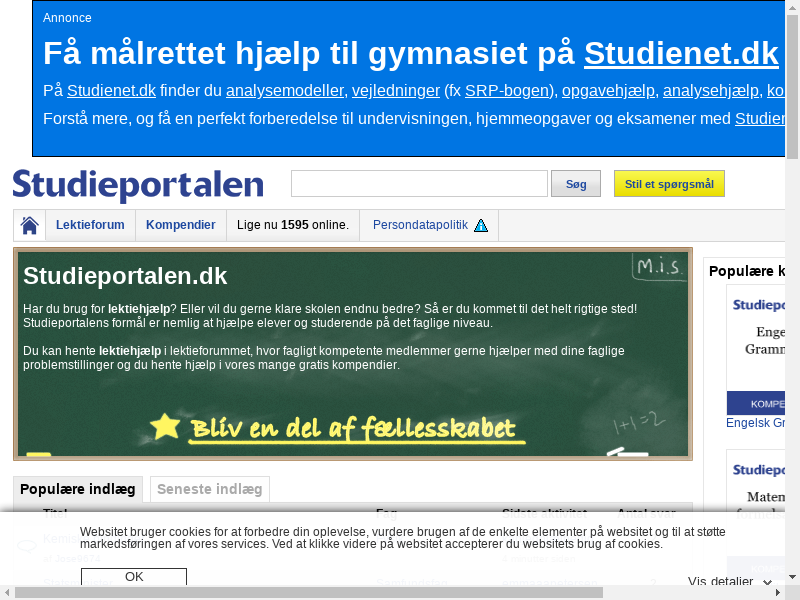 Annonce
Få målrettet hjælp til gymnasiet på Studienet.dk
På Studienet.dk finder du analysemodeller, vejledninger (fx SRP-bogen), opgavehjælp, analysehjælp, ko
Forstå mere, og få en perfekt forberedelse til undervisningen, hjemmeopgaver og eksamener med Studien
Studieportalen
Søg
Stil et spørgsmål
Lektieforum
Kompendier
Lige nu 1595 online.
Persondatapolitik
M.i.s.
Studieportalen.dk
Har du brug for lektiehjælp? Eller vil du gerne klare skolen endnu bedre? Så er du kommet til det helt rigtige sted!
Studieportalens formål er nemlig at hjælpe elever og studerende på det faglige niveau.
Du kan hente lektiehjælp i lektieforummet, hvor fagligt kompetente medlemmer gerne hjælper med dine faglige
problemstillinger og du hente hjælp i vores mange gratis kompendier.
1+1=2
Bliv en del af fællesskabet
Populære k
Studiepo
Enge
Gramm
KOMPE
Engelsk Gr
Studiepo
Matem
Populære indlæg
Seneste indlæg
Titel
Fag
Sidste aktivitet
Antal svar
Websitet bruger cookies for at forbedre din oplevelse, vurdere brugen af de enkelte elementer på websitet og til at støtte
markedsføringen af vores services. Ved at klikke videre på websitet accepterer du websitets brug af cookies.
OK
Vis detaljer